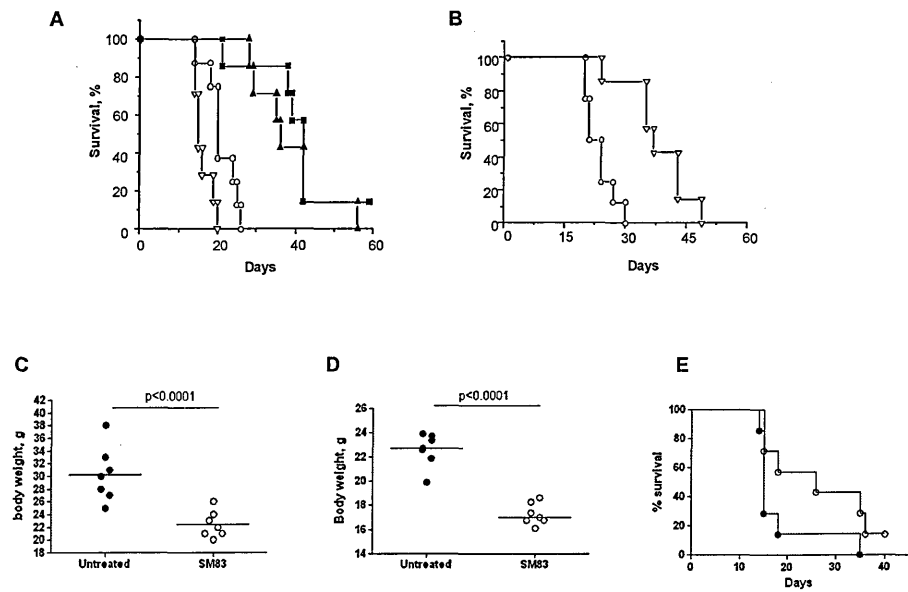 A
B
Survival, %
100
80
60
40
20
0
0
20
40
60
Days
Survival, %
100
80
60
40
20
0
0
15
30
45
60
Days
C
D
E
p<0.0001
body weight, g
42
40
38
36
34
32
30
28
26
24
22
20
18
Untreated
SM83
p<0.0001
Body weight, g
26
24
22
20
18
16
14
Untreated
SM83
% survival
100
80
60
40
20
0
0
10
20
30
40
Days